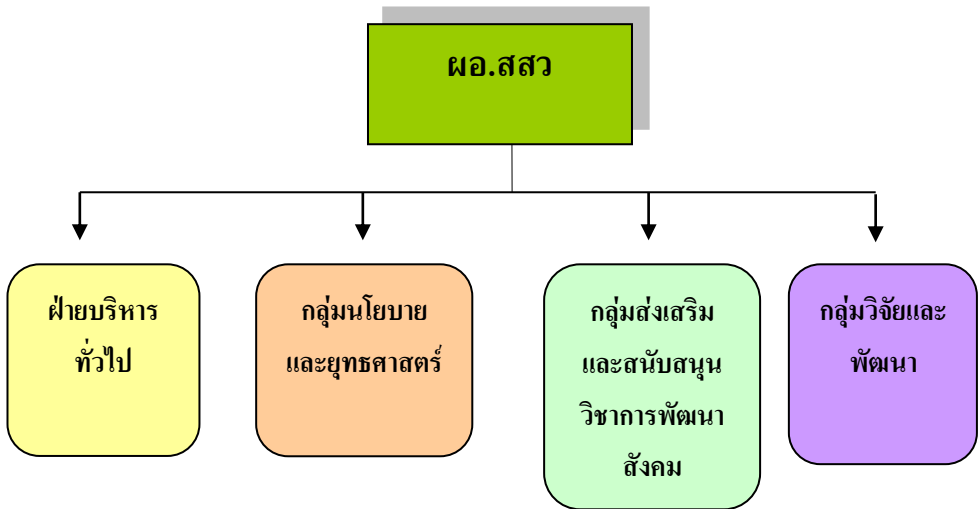 ผอ.สสว
ฝ่ายบริหาร
ทั่วไป
กลุ่มนโยบาย
และยุทธศาสตร์
กลุ่มส่งเสริม
และสนับสนุน
วิชาการพัฒนา
สังคม
กลุ่มวิจัยและ
พัฒนา